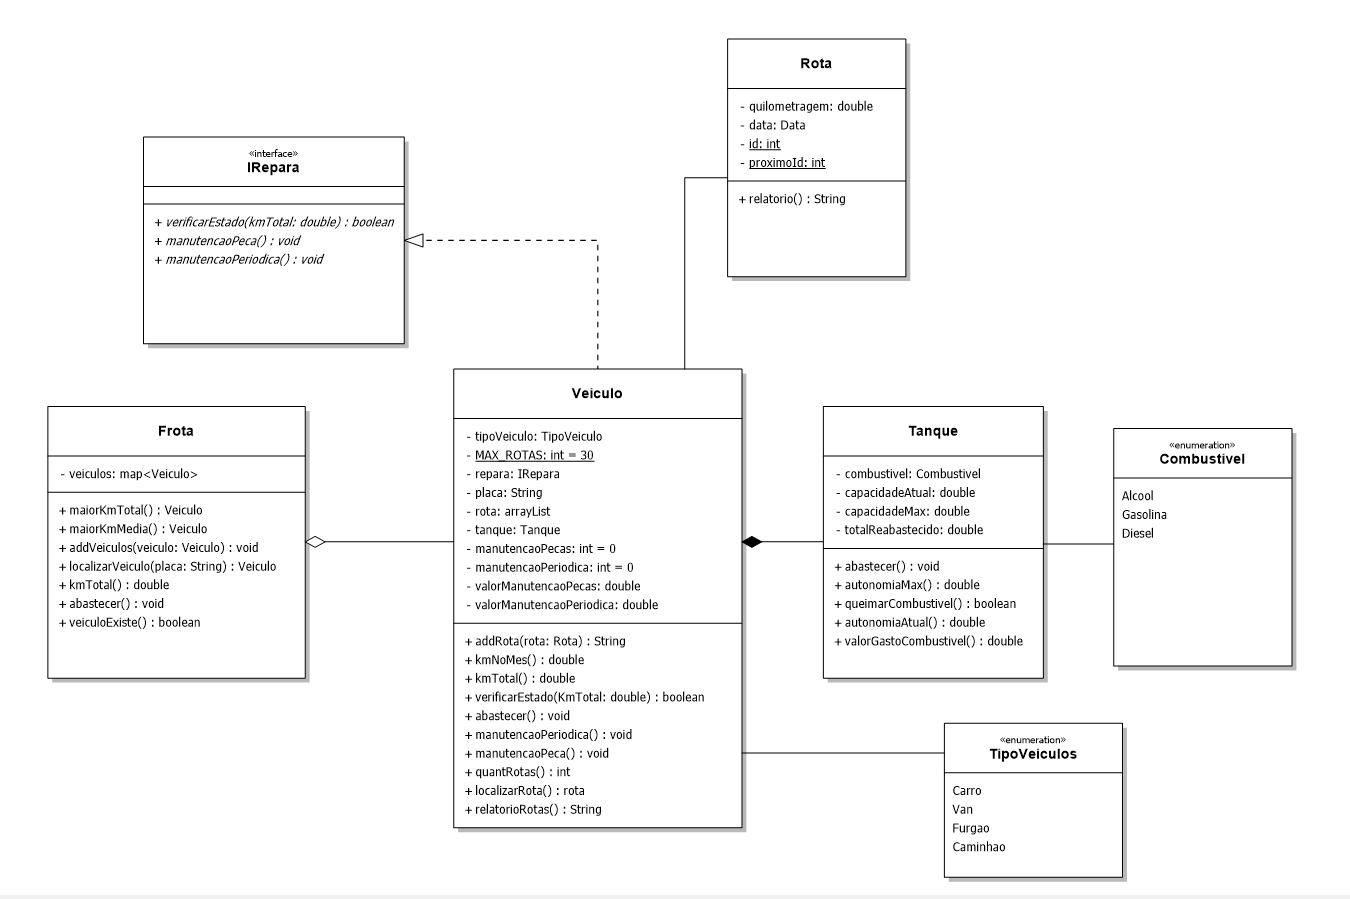 Rota
- quilometragem: double
- data: Data
- id: int
- proximoId: int
+ relatorio() : String
«interface»
IRepara
+ verificarEstado(kmTotal: double) : boolean
+ manutencaoPeca() : void
+ manutencaoPeriodica() : void
Frota
- veiculos: map<Veiculo>
+ maiorKmTotal() : Veiculo
+ maiorKmMedia() : Veiculo
+ addVeiculos(veiculo: Veiculo) : void
+ localizarVeiculo(placa: String) : Veiculo
+ kmTotal() : double
+ abastecer() : void
+ veiculoExiste() : boolean
Veiculo
- tipoVeiculo: TipoVeiculo
- MAX_ROTAS: int = 30
- repara: IRepara
- placa: String
- rota: arrayList
- tanque: Tanque
- manutencaoPecas: int = 0
- manutencaoPeriodica: int = 0
- valorManutencaoPecas: double
- valorManutencaoPeriodica: double
+ addRota(rota: Rota) : String
+ kmNoMes() : double
+ kmTotal() : double
+ verificarEstado(KmTotal: double) : boolean
+ abastecer() : void
+ manutencaoPeriodica() : void
+ manutencaoPeca() : void
+ quantRotas() : int
+ localizarRota() : rota
+ relatorioRotas() : String
Tanque
- combustivel: Combustivel
- capacidadeAtual: double
- capacidadeMax: double
- totalReabastecido: double
+ abastecer() : void
+ autonomiaMax() : double
+ queimarCombustivel() : boolean
+ autonomiaAtual() : double
+ valorGastoCombustivel() : double
«enumeration»
Combustivel
Alcool
Gasolina
Diesel
«enumeration»
TipoVeiculos
Carro
Van
Furgao
Caminhao